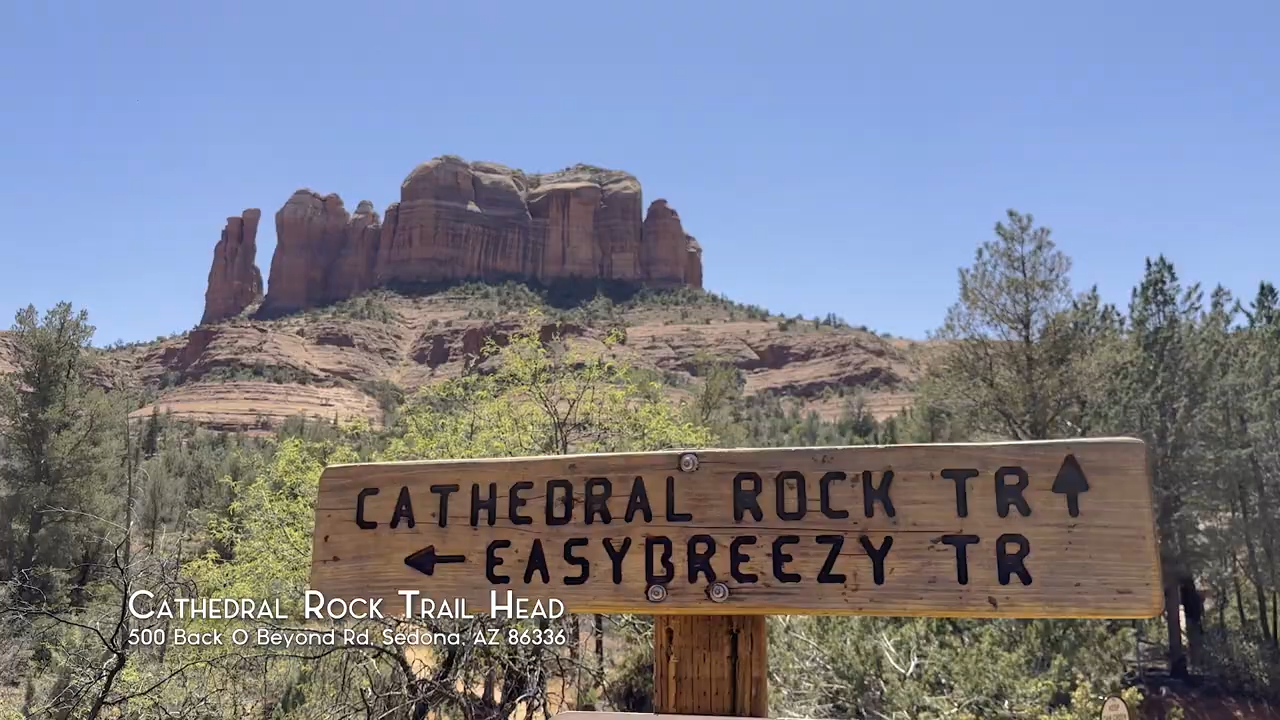 CATHEDRAL ROCK TR
EASYBREEZY TR
Cathedral Rock Trail Head
500 Back O Beyond Rd, Sedona, AZ 86336